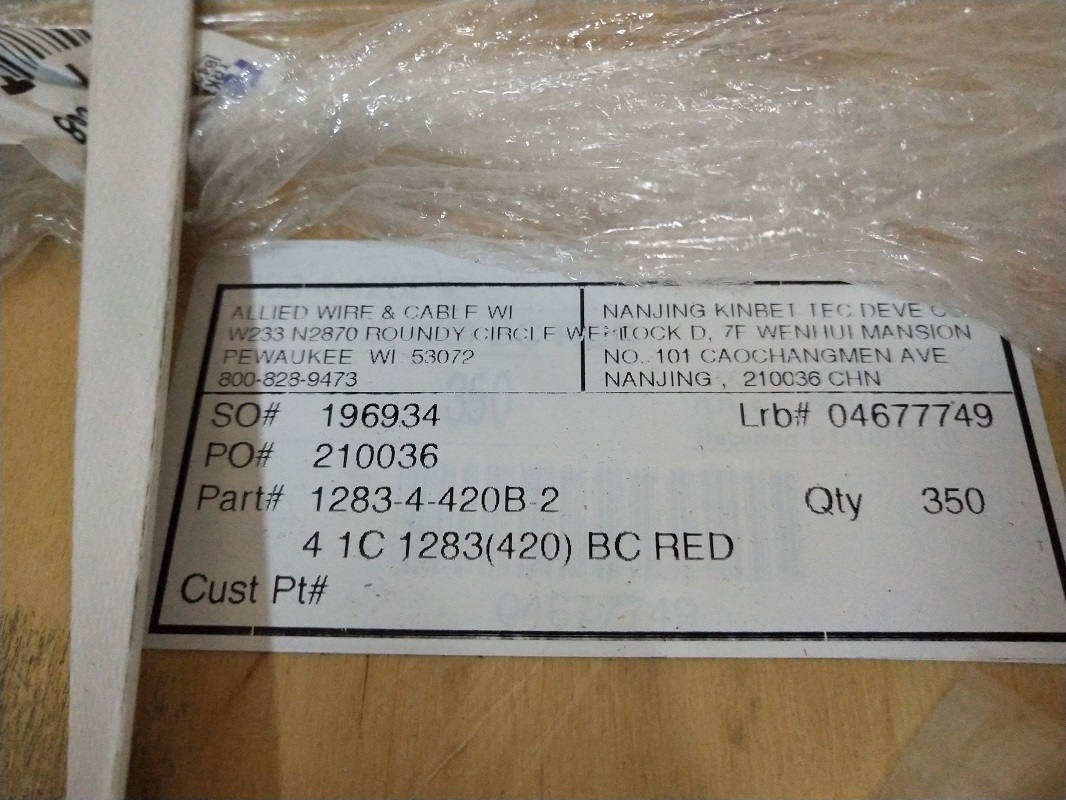 ALLIED WIRE & CABLE WI
W233 N2870 ROUNDY CIRCLE
PEWAUKEE WI 53072
800-828-9473
NANJING KINBET TEC DEVE
D, 7F WENHUI MANSION
NO. 101 CAOCHANGMEN AVE
NANJING , 210036 CHN
SO# 196934 Lrb# 04677749
PO# 210036
Part# 1283-4-420B-2 Qty 350
4 1C 1283(420) BC RED
Cust Pt#